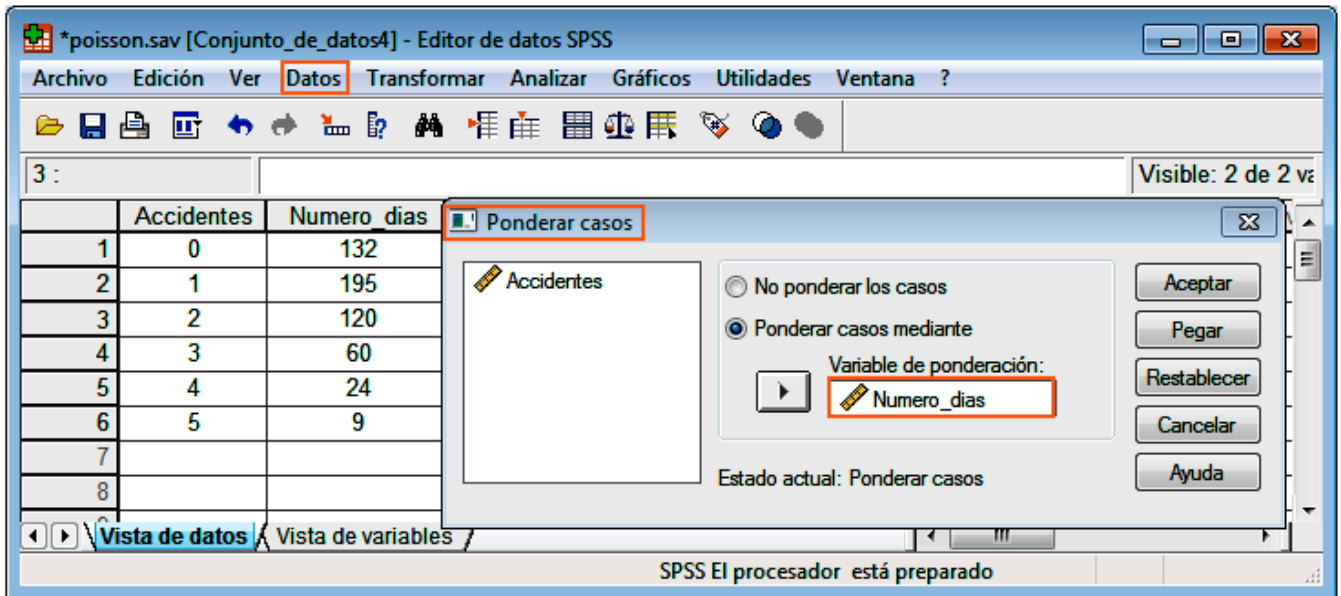 *poisson.sav [Conjunto_de_datos4] - Editor de datos SPSS
Archivo Edición Ver Datos Transformar Analizar Gráficos Utilidades Ventana ?
3 : Visible: 2 de 2 va
Accidentes Numero_dias
1 0 132
2 1 195
3 2 120
4 3 60
5 4 24
6 5 9
7
8
Ponderar casos
Accidentes
No ponderar los casos
Ponderar casos mediante
Variable de ponderación:
Numero_dias
Estado actual: Ponderar casos
Aceptar
Pegar
Restablecer
Cancelar
Ayuda
Vista de datos Vista de variables
SPSS El procesador está preparado